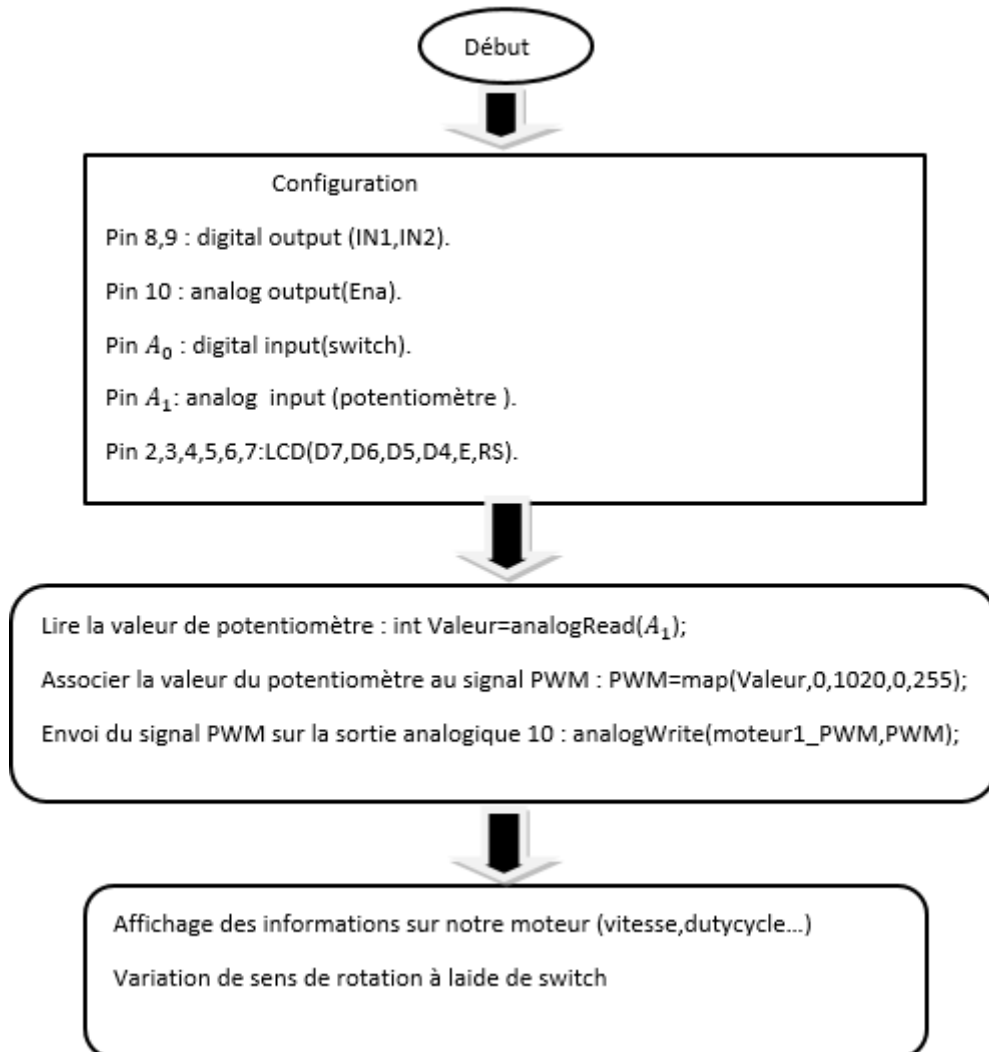 Début
Configuration
Pin 8,9 : digital output (IN1,IN2).
Pin 10 : analog output(Ena).
Pin A₀ : digital input(switch).
Pin A₁: analog input (potentiomètre ).
Pin 2,3,4,5,6,7:LCD(D7,D6,D5,D4,E,RS).
Lire la valeur de potentiomètre : int Valeur=analogRead(A₁);
Associer la valeur du potentiomètre au signal PWM : PWM=map(Valeur,0,1020,0,255);
Envoi du signal PWM sur la sortie analogique 10 : analogWrite(moteur1_PWM,PWM);
Affichage des informations sur notre moteur (vitesse,dutycycle...)
Variation de sens de rotation à laide de switch